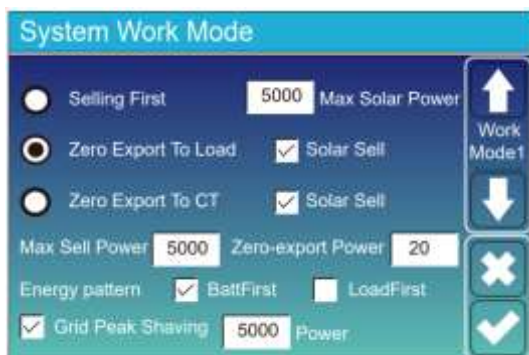 System Work Mode
Selling First 5000 Max Solar Power
Zero Export To Load Solar Sell
Zero Export To CT Solar Sell
Max Sell Power 5000 Zero-export Power 20
Energy pattern BattFirst LoadFirst
Grid Peak Shaving 5000 Power
Work
Mode1